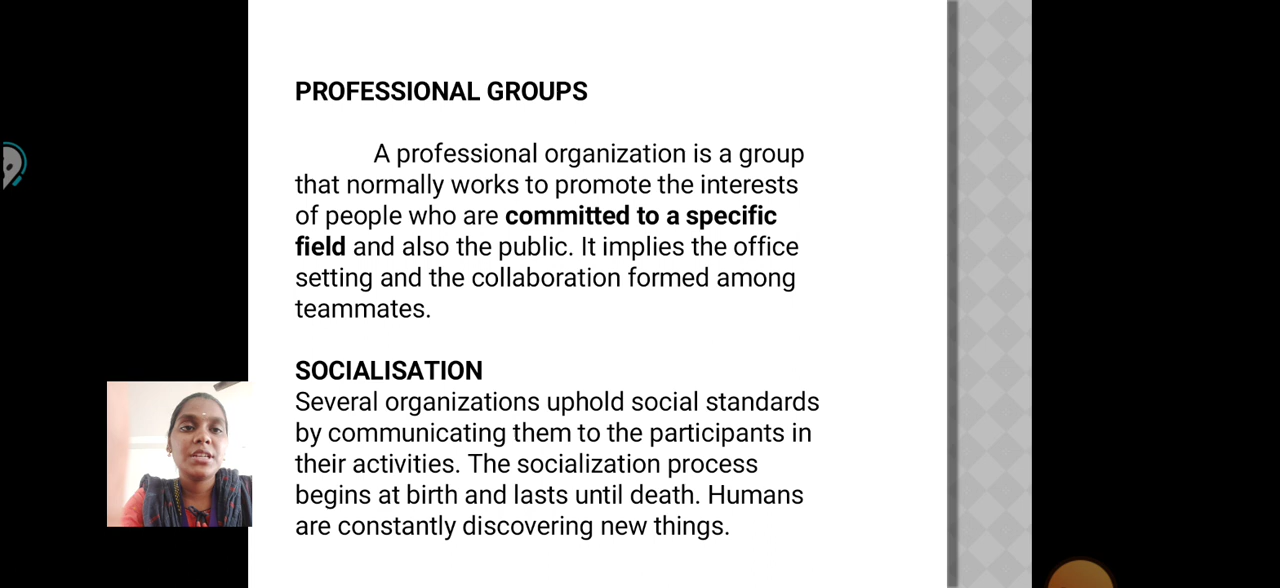 PROFESSIONAL GROUPS
A professional organization is a group
that normally works to promote the interests
of people who are committed to a specific
field and also the public. It implies the office
setting and the collaboration formed among
teammates.
SOCIALISATION
Several organizations uphold social standards
by communicating them to the participants in
their activities. The socialization process
begins at birth and lasts until death. Humans
are constantly discovering new things.